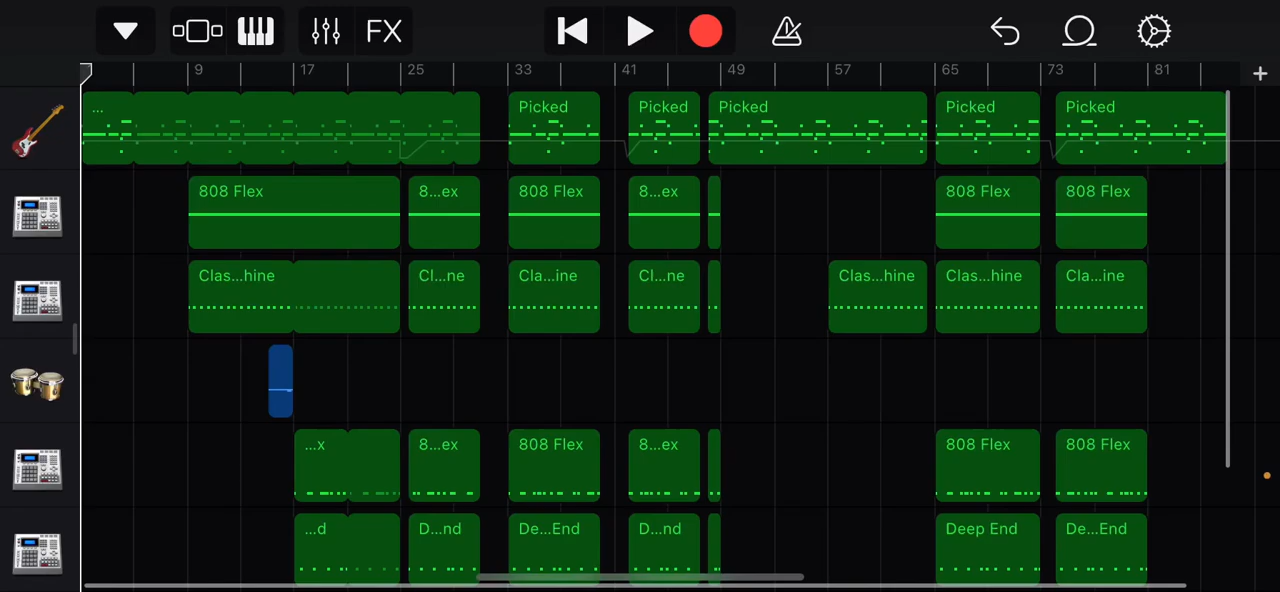 FX
9 17 25 33 41 49 57 65 73 81
... Picked Picked Picked Picked Picked
808 Flex 8...ex 808 Flex 8...ex 808 Flex 808 Flex
Clas...hine Cl...ne Cla...ine Cl...ne Clas...hine Clas...hine Cla...ine
...x 8...ex 808 Flex 8...ex 808 Flex 808 Flex
...d D...nd De...End D...nd Deep End De...End